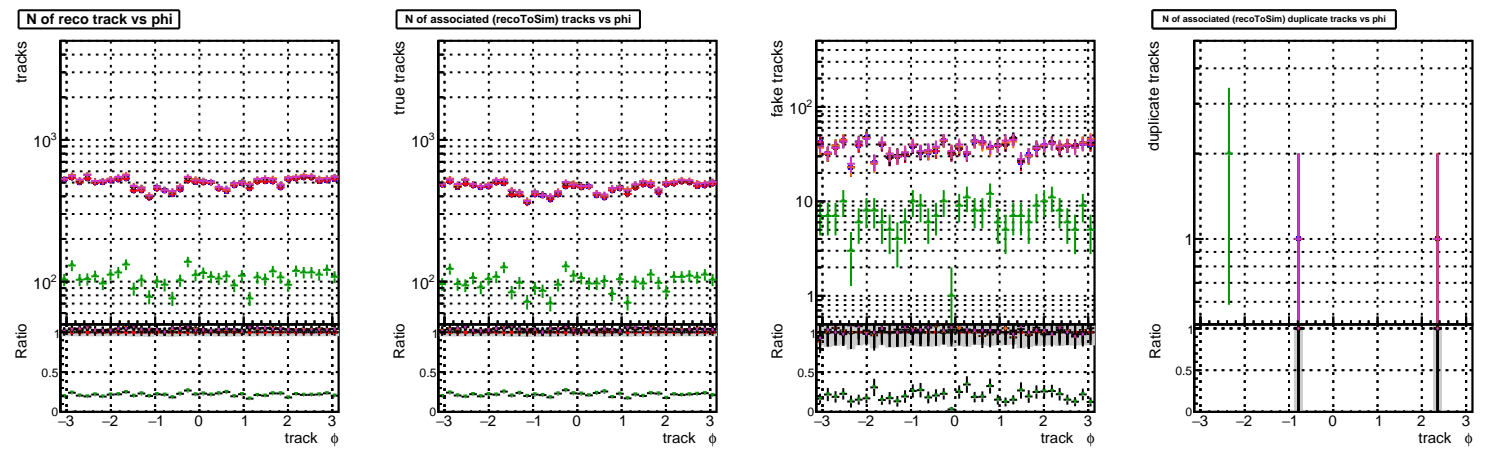 N of reco track vs phi
tracks
10³
10²
Ratio
1
0.5
0
−3 −2 −1 0 1 2 3
track ϕ
N of associated (recoToSim) tracks vs phi
true tracks
10³
10²
Ratio
1
0.5
0
−3 −2 −1 0 1 2 3
track ϕ
fake tracks
10²
10
1
Ratio
1
0.5
0
−3 −2 −1 0 1 2 3
track ϕ
N of associated (recoToSim) duplicate tracks vs phi
duplicate tracks
1
Ratio
1
0.5
0
−3 −2 −1 0 1 2 3
track ϕ